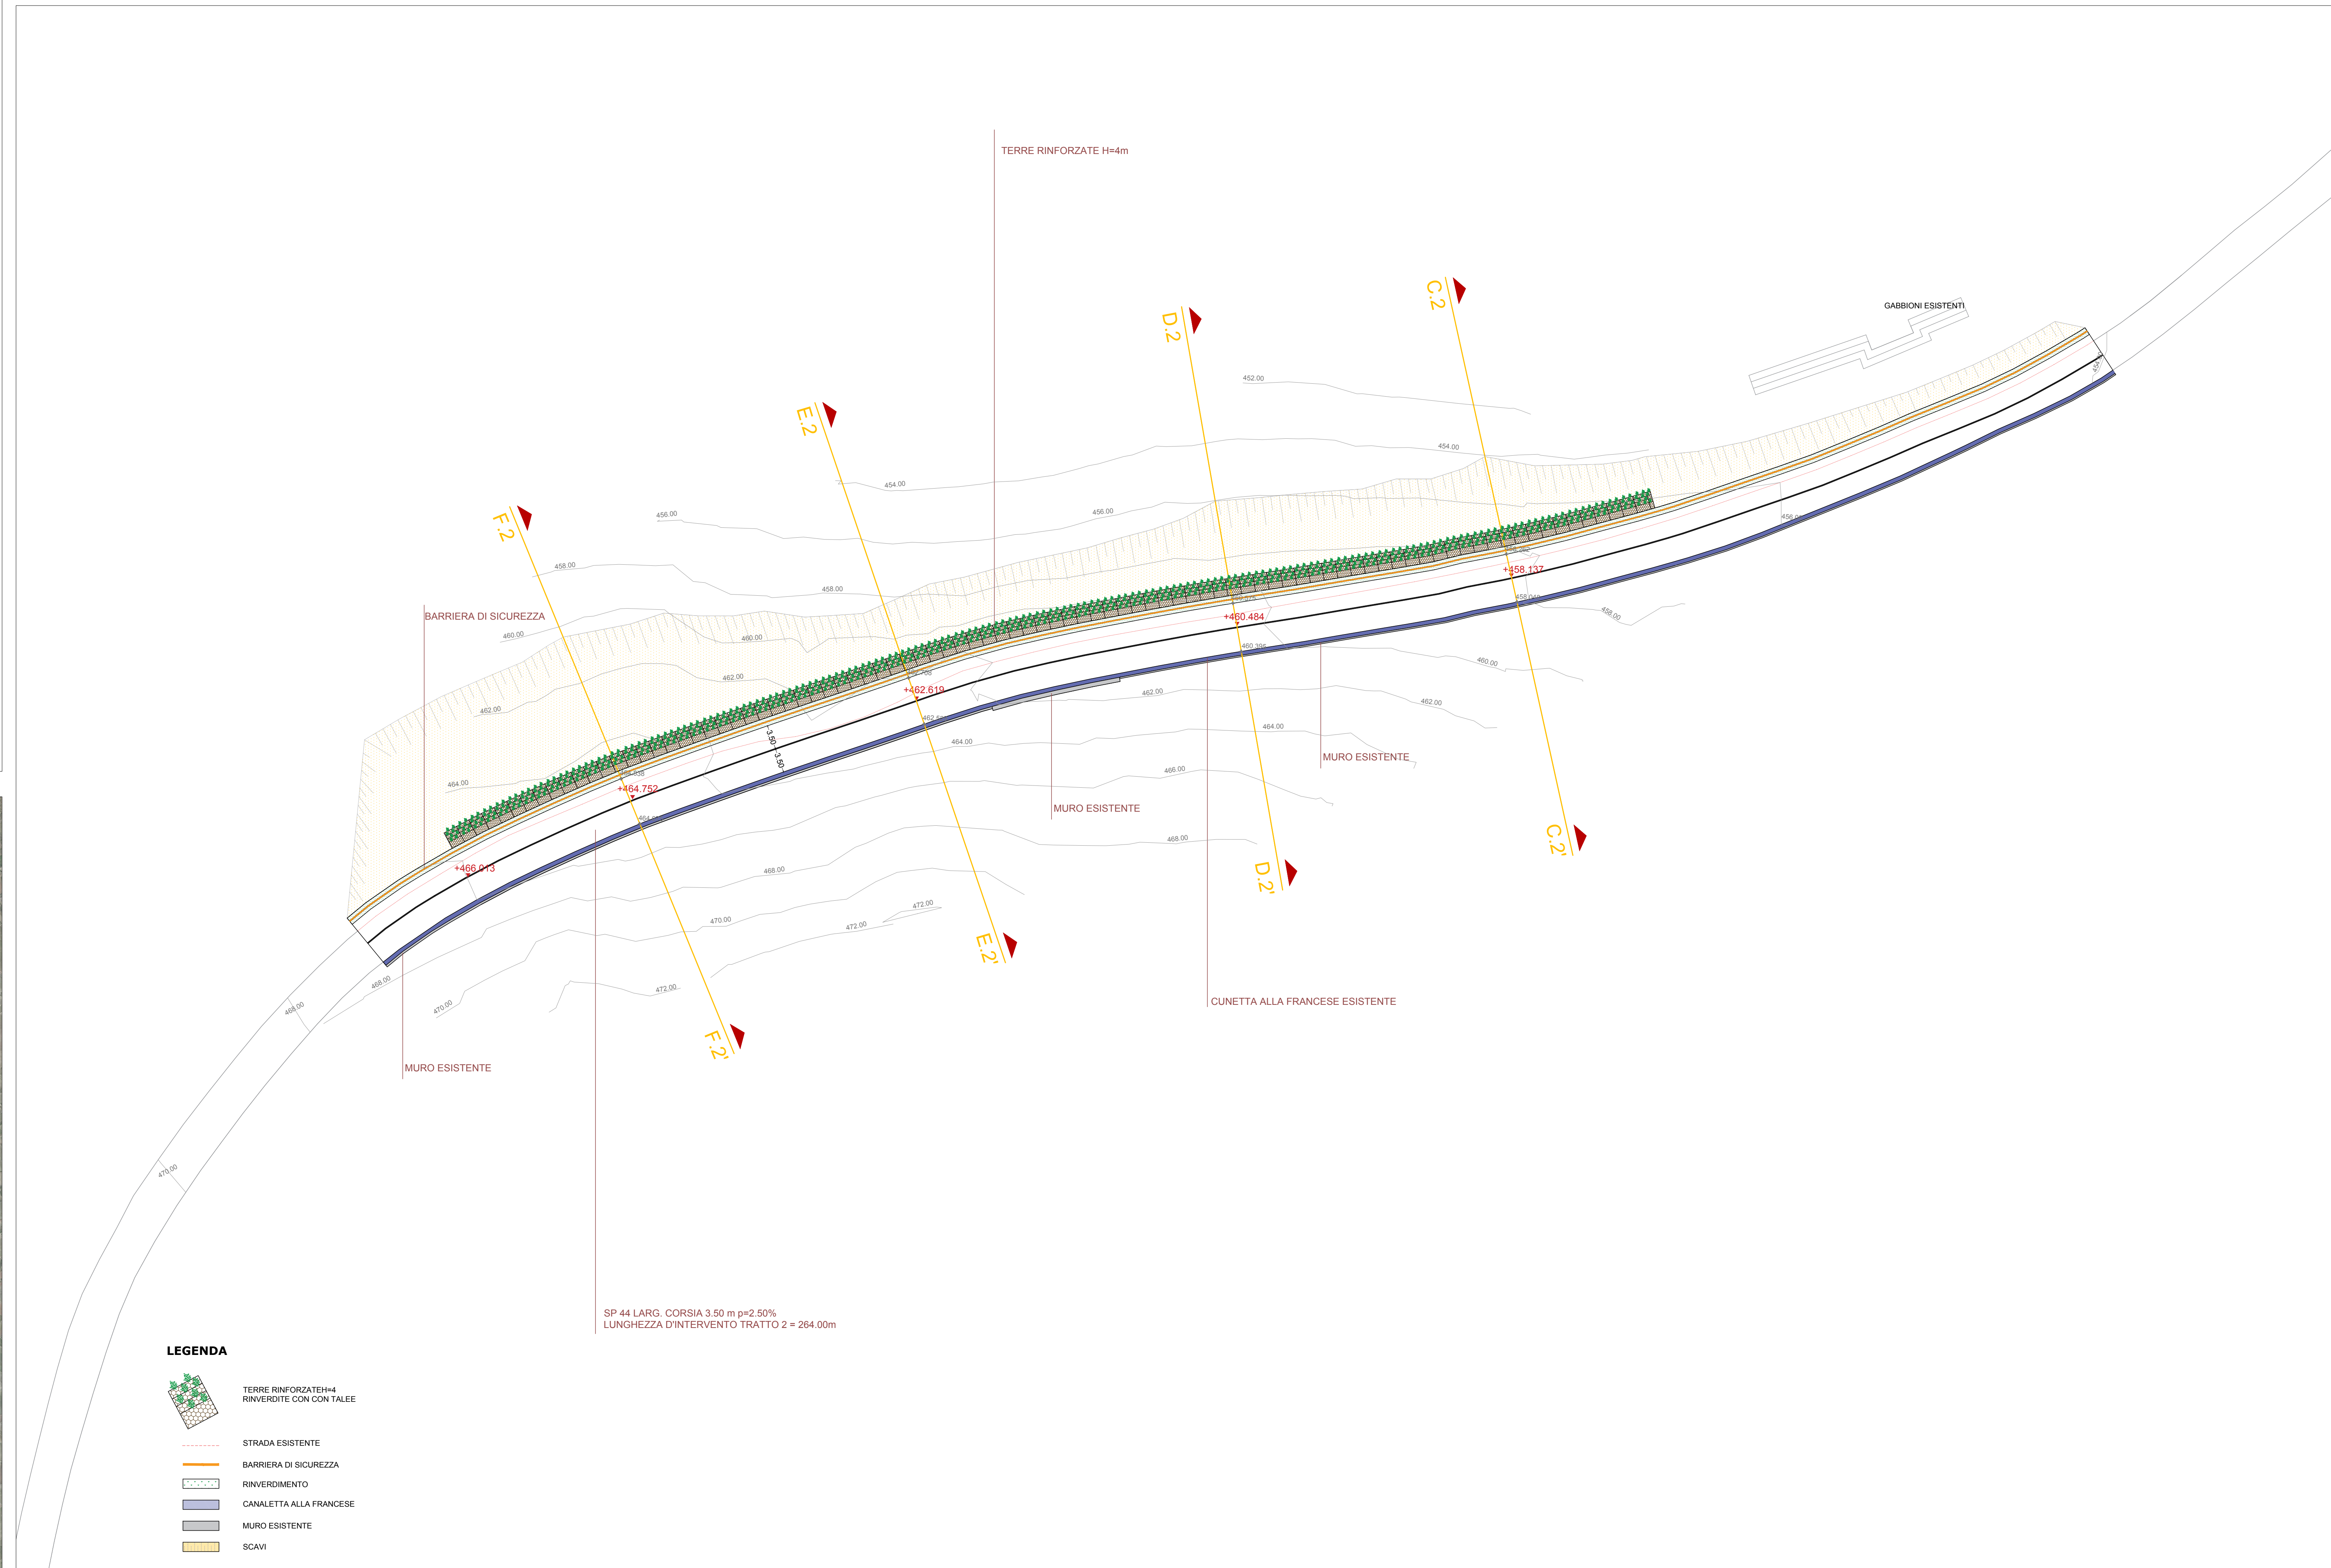 TERRE RINFORZATE H=4m
C.2
D.2
GABBIONI ESISTENTI
E.2
452.00
454.00
454.00
F.2
456.00
456.00
458.00
458.00
+458.137
458.00
BARRIERA DI SICUREZZA
+460.484
460.00
460.00
460.00
462.00
+462.619
462.00
462.00
462.00
464.00
464.00
3.50
3.50
MURO ESISTENTE
466.00
464.00
+464.752
MURO ESISTENTE
468.00
C.2'
+466.013
468.00
D.2'
472.00
470.00
472.00
E.2'
468.00
472.00
470.00
468.00
CUNETTA ALLA FRANCESE ESISTENTE
F.2'
MURO ESISTENTE
470.00
SP 44 LARG. CORSIA 3.50 m p=2.50%
LUNGHEZZA D'INTERVENTO TRATTO 2 = 264.00m
LEGENDA
TERRE RINFORZATEH=4
RINVERDITE CON CON TALEE
STRADA ESISTENTE
BARRIERA DI SICUREZZA
RINVERDIMENTO
CANALETTA ALLA FRANCESE
MURO ESISTENTE
SCAVI